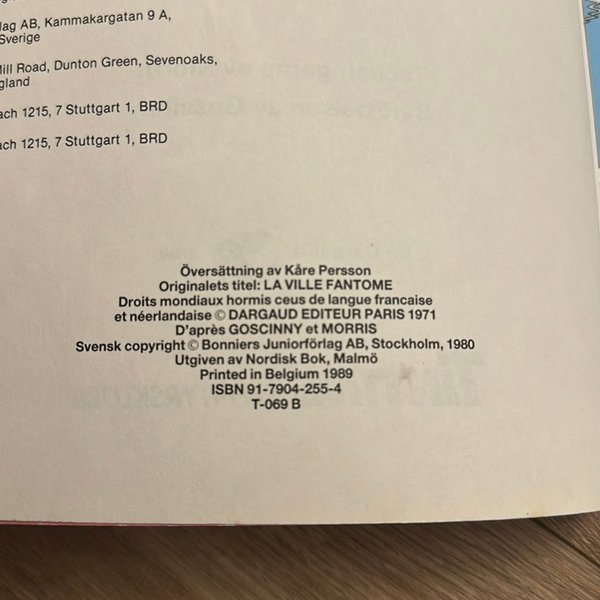 lag AB, Kammakargatan 9 A,
Sverige
Mill Road, Dunton Green, Sevenoaks,
gland
ach 1215, 7 Stuttgart 1, BRD
ach 1215, 7 Stuttgart 1, BRD
Översättning av Kåre Persson
Originalets titel: LA VILLE FANTOME
Droits mondiaux hormis ceus de langue francaise
et néerlandaise © DARGAUD EDITEUR PARIS 1971
D'après GOSCINNY et MORRIS
Svensk copyright © Bonniers Juniorförlag AB, Stockholm, 1980
Utgiven av Nordisk Bok, Malmö
Printed in Belgium 1989
ISBN 91-7904-255-4
T-069 B